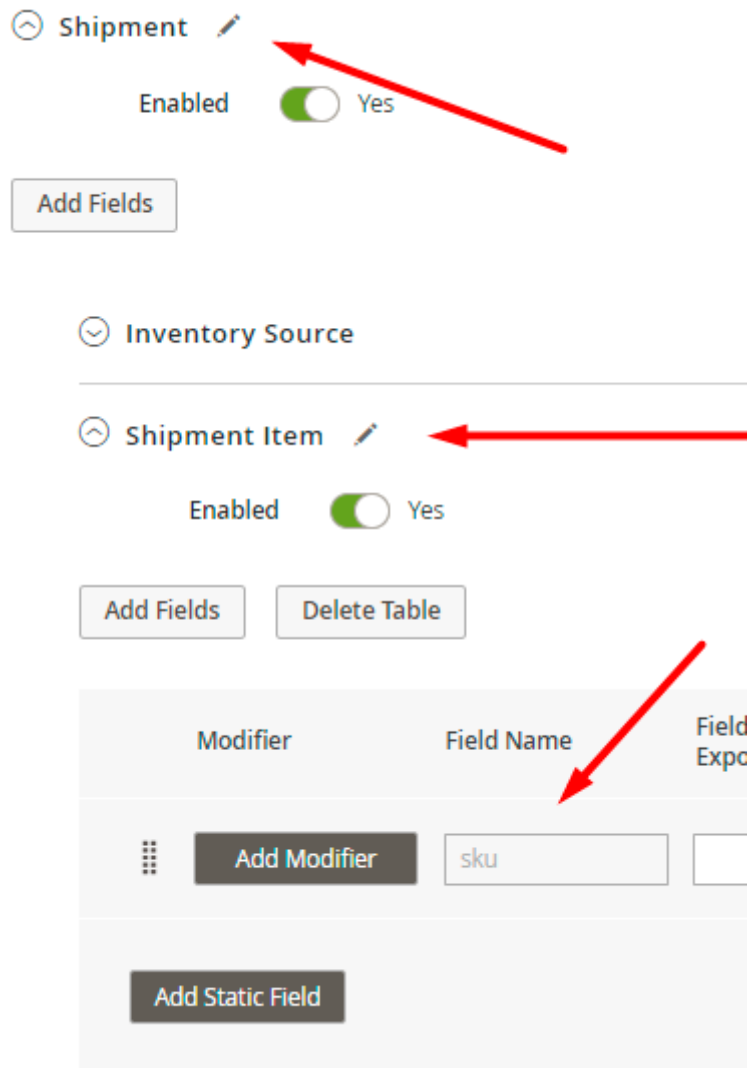 Shipment
Enabled Yes
Add Fields
Inventory Source
Shipment Item
Enabled Yes
Add Fields Delete Table
Modifier Field Name Field
Add Modifier sku
Add Static Field